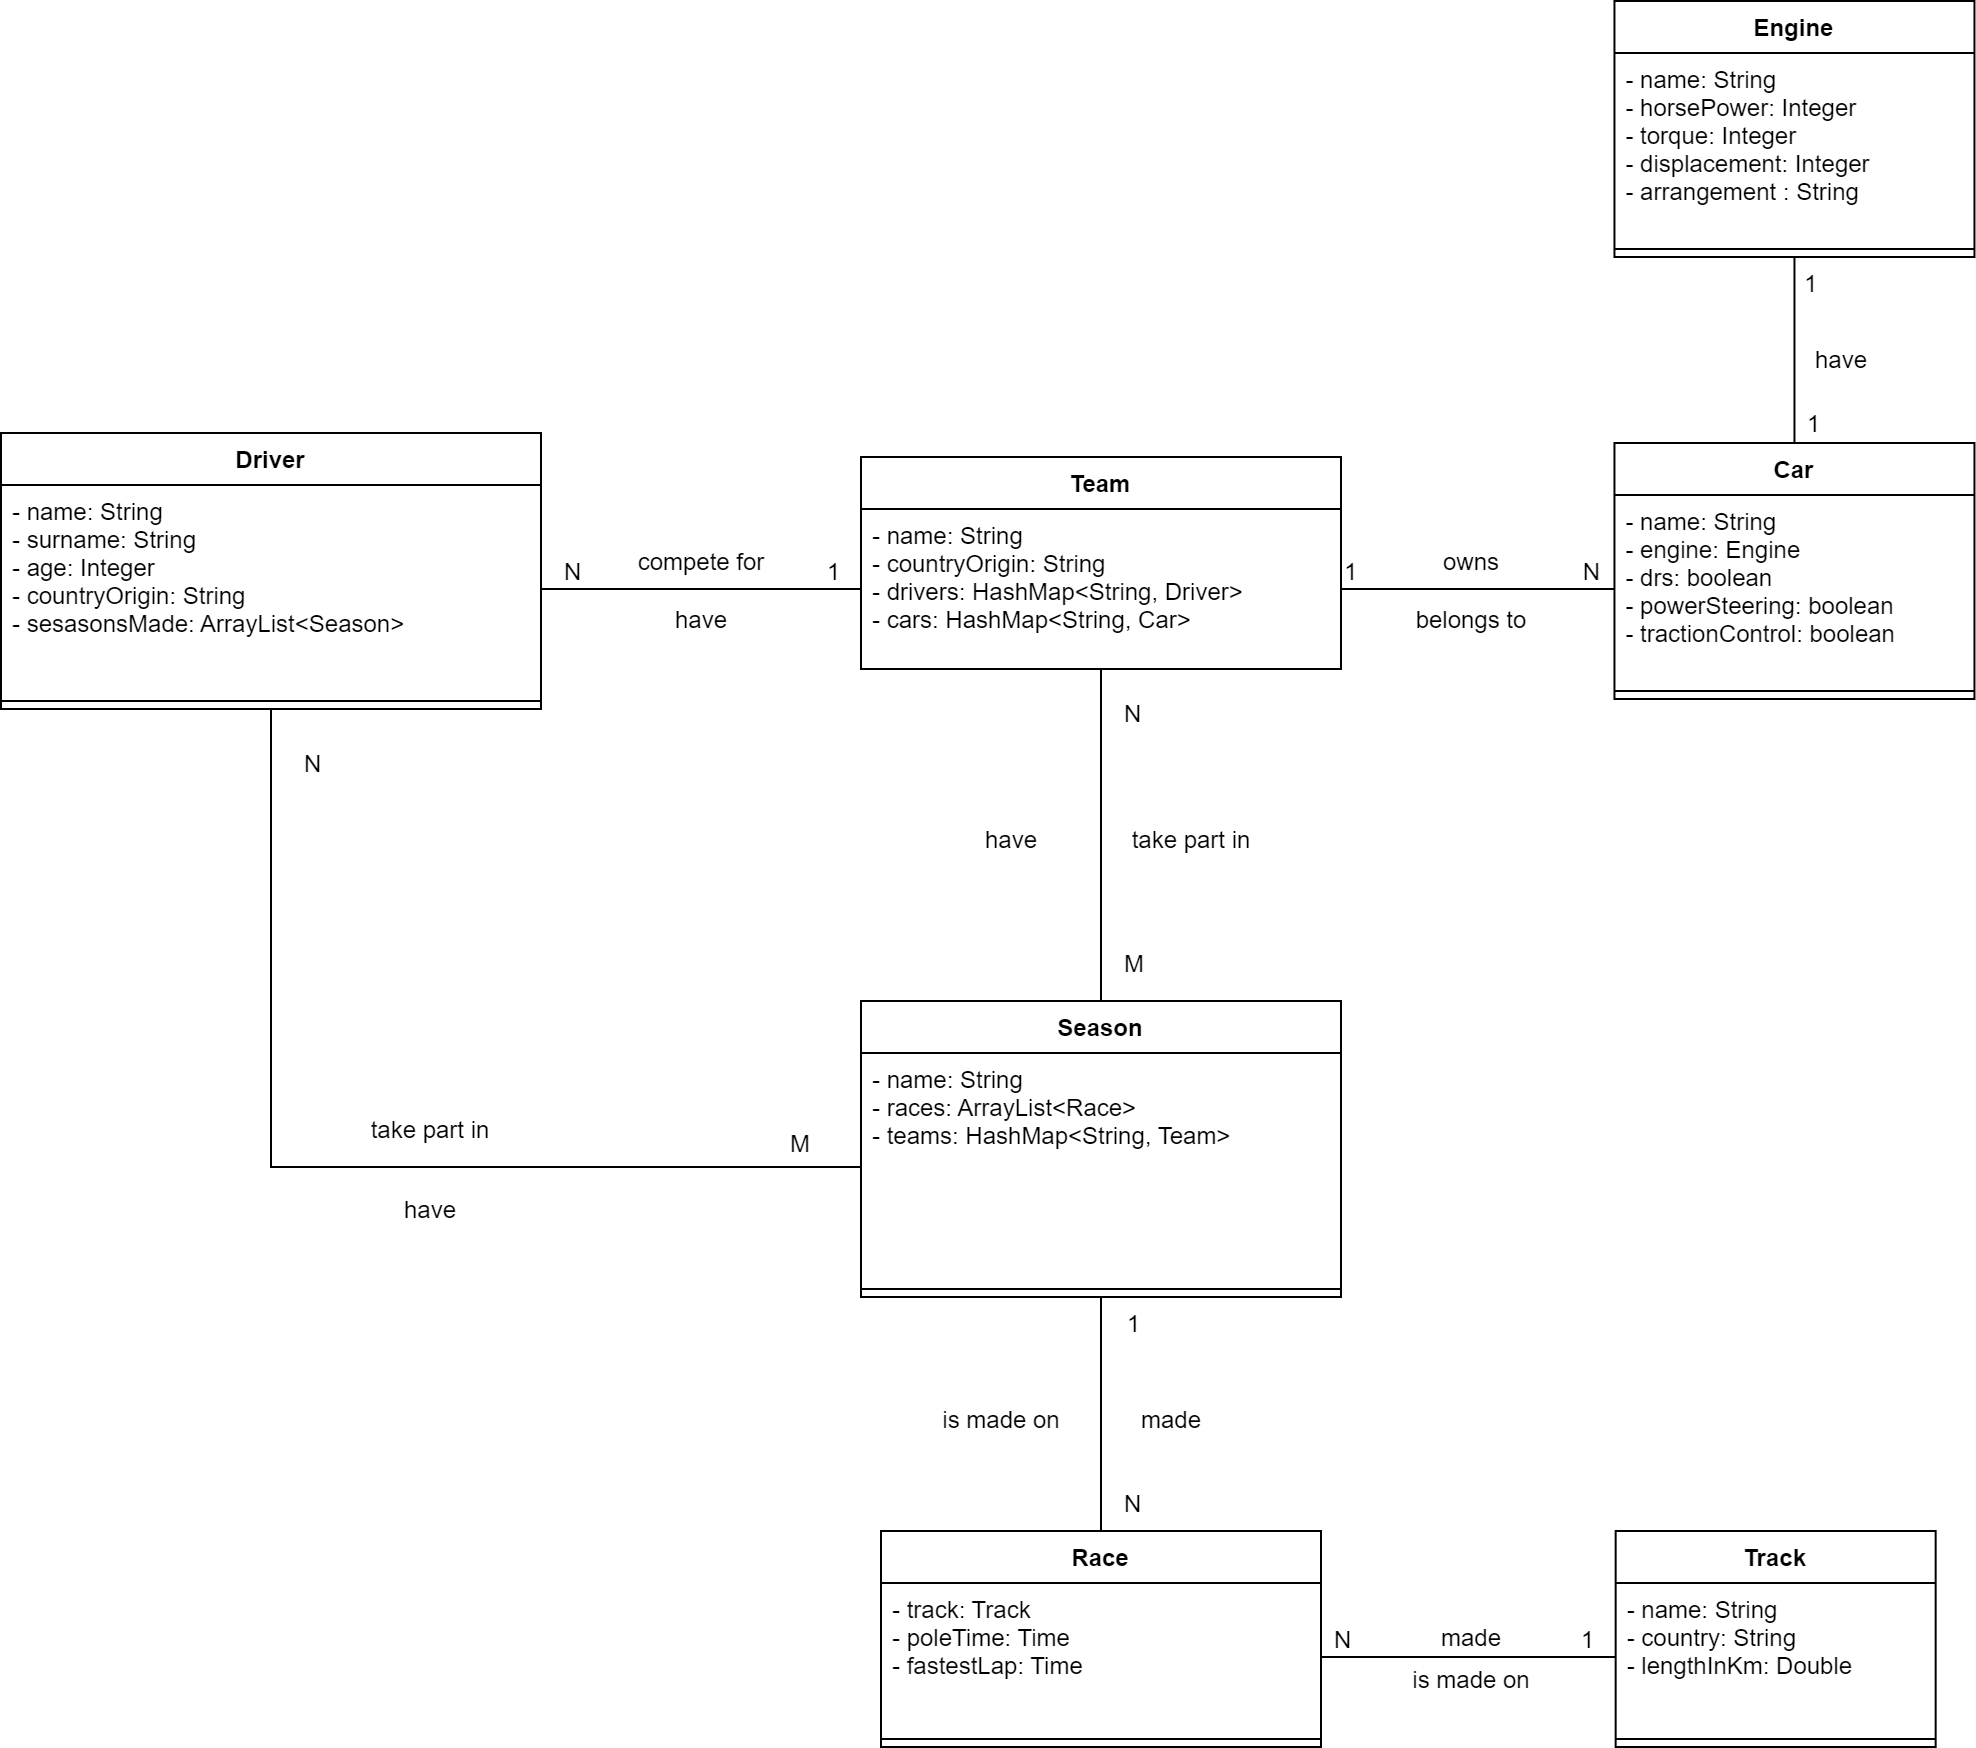 Engine
- name: String
- horsePower: Integer
- torque: Integer
- displacement: Integer
- arrangement : String
1
have
1
Driver
- name: String
- surname: String
- age: Integer
- countryOrigin: String
- sesasonsMade: ArrayList<Season>
N
compete for
1
have
Team
- name: String
- countryOrigin: String
- drivers: HashMap<String, Driver>
- cars: HashMap<String, Car>
1
owns
N
belongs to
Car
- name: String
- engine: Engine
- drs: boolean
- powerSteering: boolean
- tractionControl: boolean
N
N
have
take part in
M
take part in
M
have
Season
- name: String
- races: ArrayList<Race>
- teams: HashMap<String, Team>
1
is made on
made
N
Race
- track: Track
- poleTime: Time
- fastestLap: Time
N
made
1
is made on
Track
- name: String
- country: String
- lengthInKm: Double